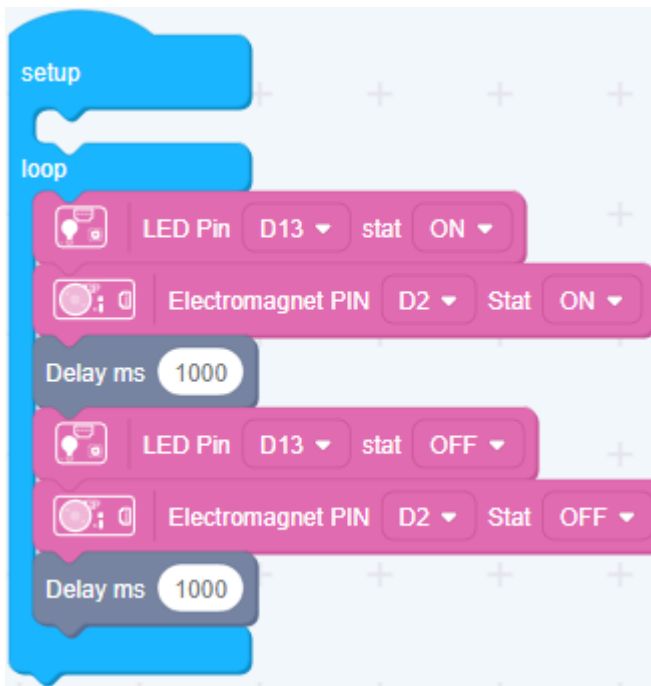 setup
loop
LED Pin D13 stat ON
Electromagnet PIN D2 Stat ON
Delay ms 1000
LED Pin D13 stat OFF
Electromagnet PIN D2 Stat OFF
Delay ms 1000